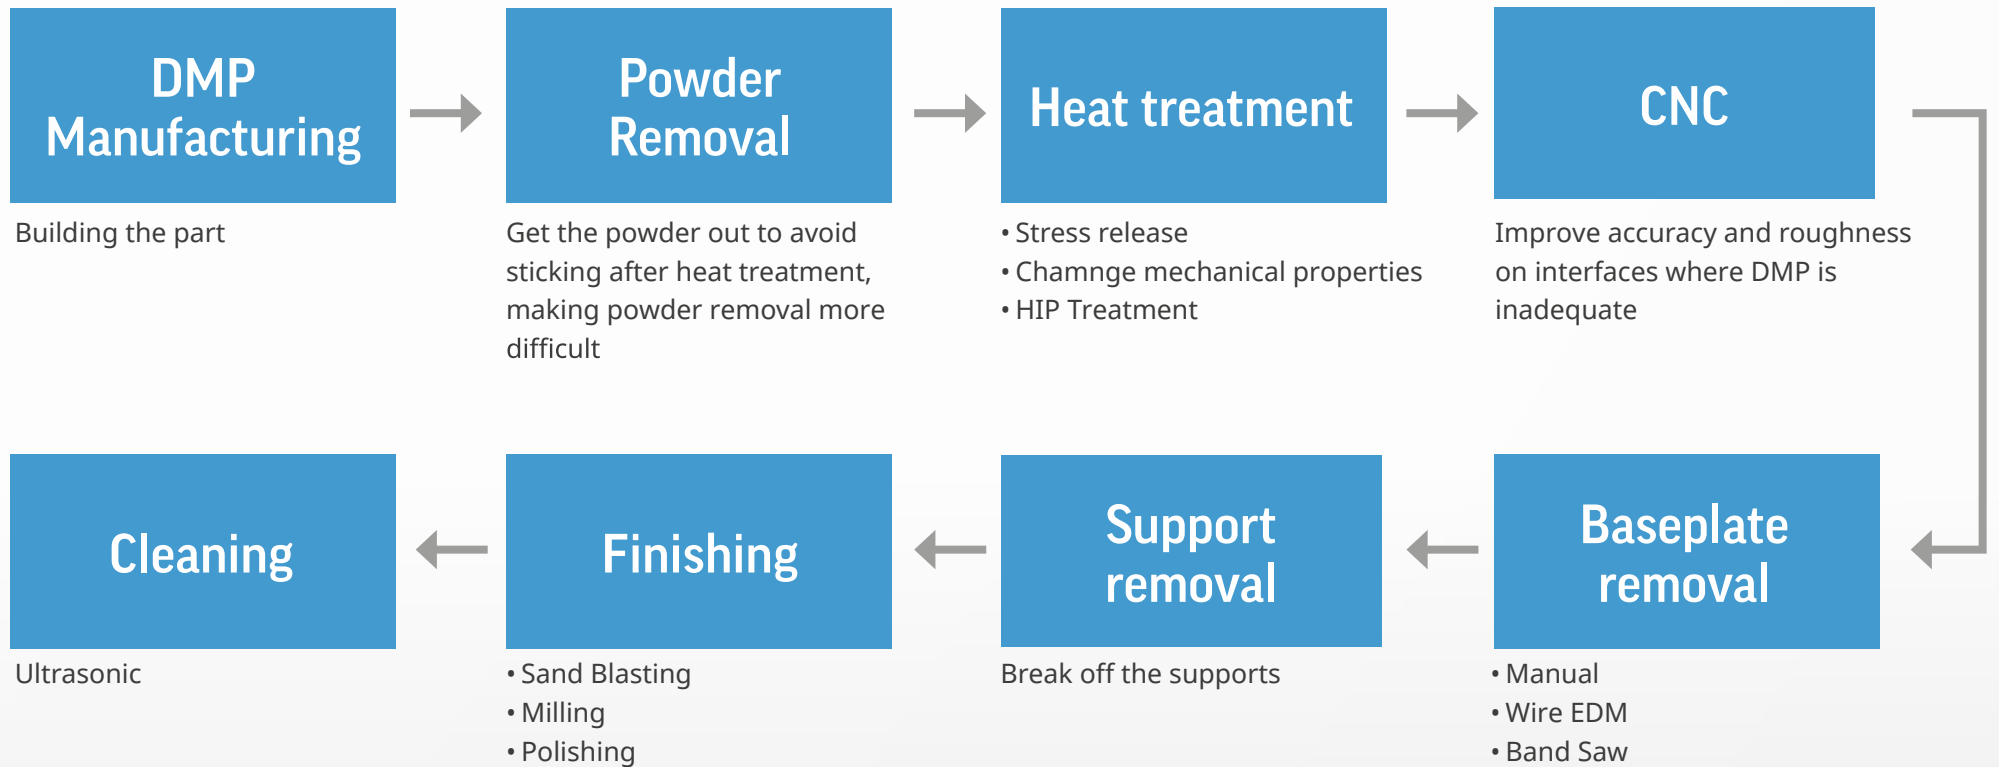 DMP
Manufacturing
Building the part
Powder
Removal
Get the powder out to avoid
sticking after heat treatment,
making powder removal more
difficult
Heat treatment
• Stress release
• Chamnge mechanical properties
• HIP Treatment
CNC
Improve accuracy and roughness
on interfaces where DMP is
inadequate
Baseplate
removal
• Manual
• Wire EDM
• Band Saw
Support
removal
Break off the supports
Finishing
• Sand Blasting
• Milling
• Polishing
Cleaning
Ultrasonic